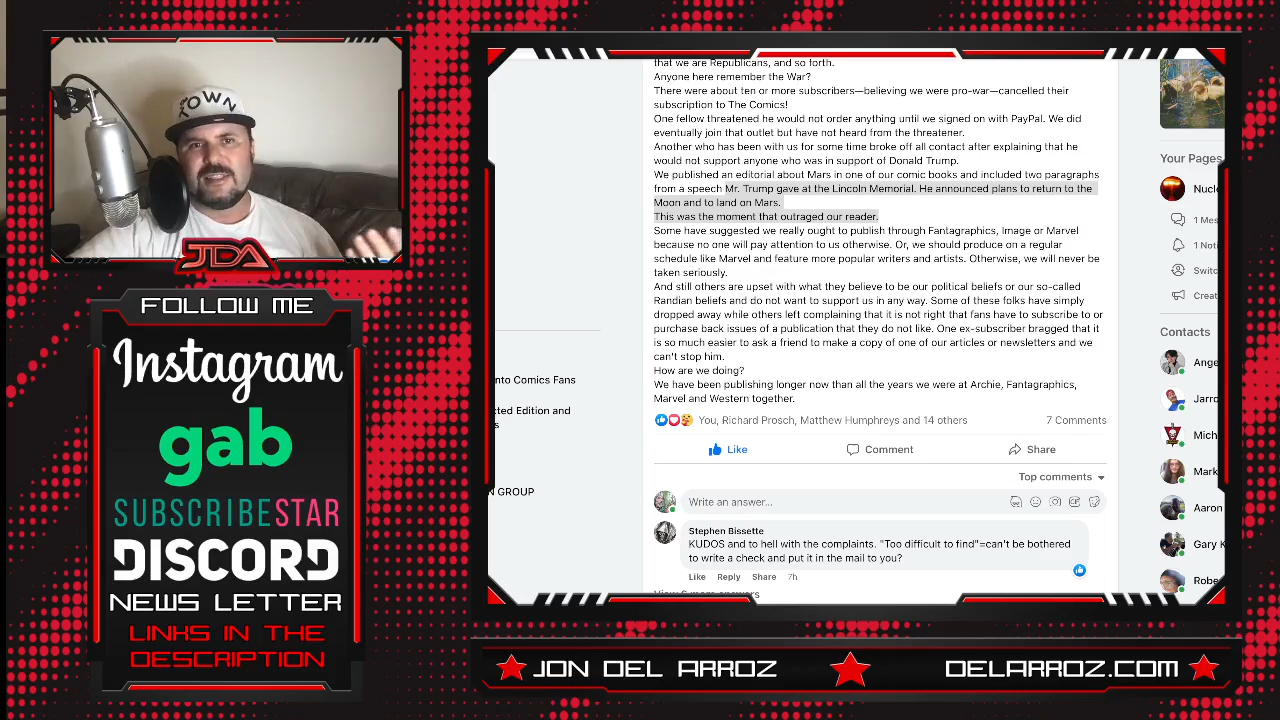 TOWN
JDA
FOLLOW ME
Instagram
gab
SUBSCRIBESTAR
DISCORD
NEWS LETTER
LINKS IN THE
DESCRIPTION
that we are Republicans, and so forth.
Anyone here remember the War?
There were about ten or more subscribers—believing we were pro-war—cancelled their
subscription to The Comics!
One fellow threatened he would not order anything until we signed on with PayPal. We did
eventually join that outlet but have not heard from the threatener.
Another who has been with us for some time broke off all contact after explaining that he
would not support anyone who was in support of Donald Trump.
We published an editorial about Mars in one of our comic books and included two paragraphs
from a speech Mr. Trump gave at the Lincoln Memorial. He announced plans to return to the
Moon and to land on Mars.
This was the moment that outraged our reader.
Some have suggested we really ought to publish through Fantagraphics, Image or Marvel
because no one will pay attention to us otherwise. Or, we should produce on a regular
schedule like Marvel and feature more popular writers and artists. Otherwise, we will never be
taken seriously.
And still others are upset with what they believe to be our political beliefs or our so-called
Randian beliefs and do not want to support us in any way. Some of these folks have simply
dropped away while others left complaining that it is not right that fans have to subscribe to or
purchase back issues of a publication that they do not like. One ex-subscriber bragged that it
is so much easier to ask a friend to make a copy of one of our articles or newsletters and we
can't stop him.
How are we doing?
We have been publishing longer now than all the years we were at Archie, Fantagraphics,
Marvel and Western together.
You, Richard Prosch, Matthew Humphreys and 14 others
7 Comments
Like
Comment
Share
Top comments
Write an answer...
Stephen Bissette
KUDOS and to hell with the complaints. "Too difficult to find"=can't be bothered
to write a check and put it in the mail to you?
Like Reply Share 7h
nto Comics Fans
cted Edition and
s
N GROUP
Your Pages
Nucl
1 Mes
1 Noti
Switc
Creat
Contacts
Ange
Jarro
Mich
Mark
Aaron
Gary K
Robe
JON DEL ARROZ
DELARROZ.COM